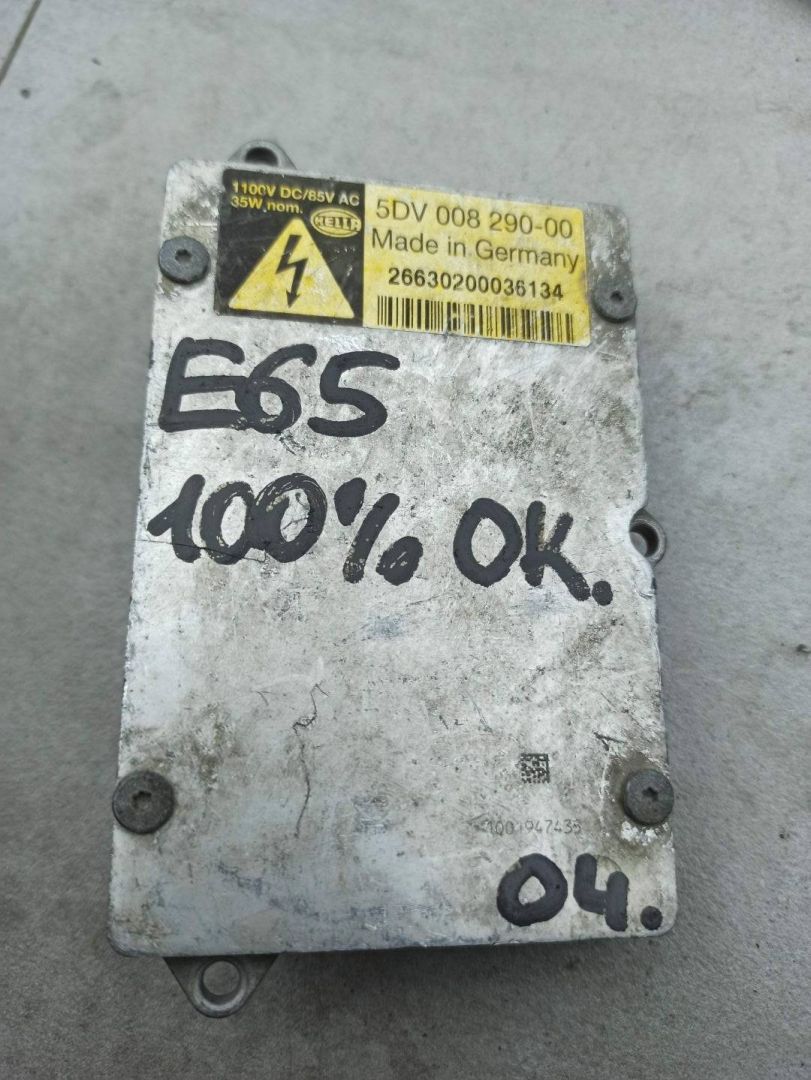 1100V DC/85V AC
35W nom.
HELLA
5DV 008 290-00
Made in Germany
26630200036134
E65
100% OK.
04.